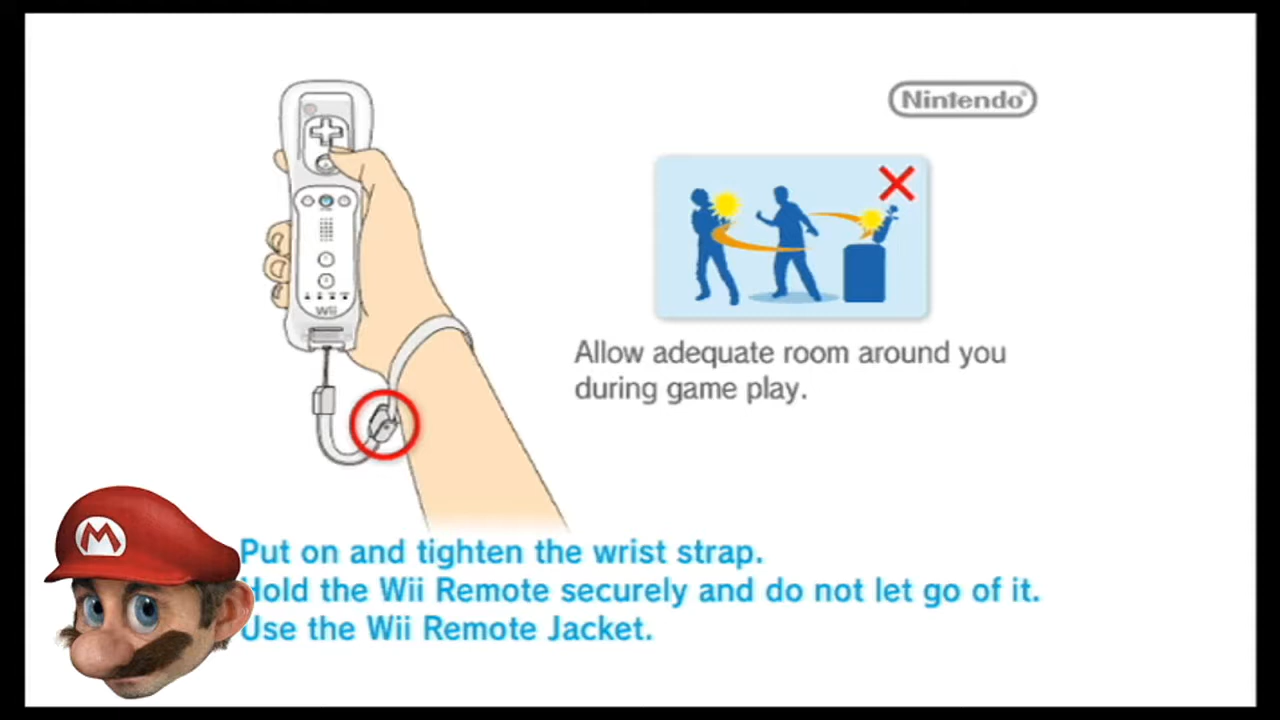 Nintendo®
Wii
Allow adequate room around you
during game play.
M
Put on and tighten the wrist strap.
Hold the Wii Remote securely and do not let go of it.
Use the Wii Remote Jacket.